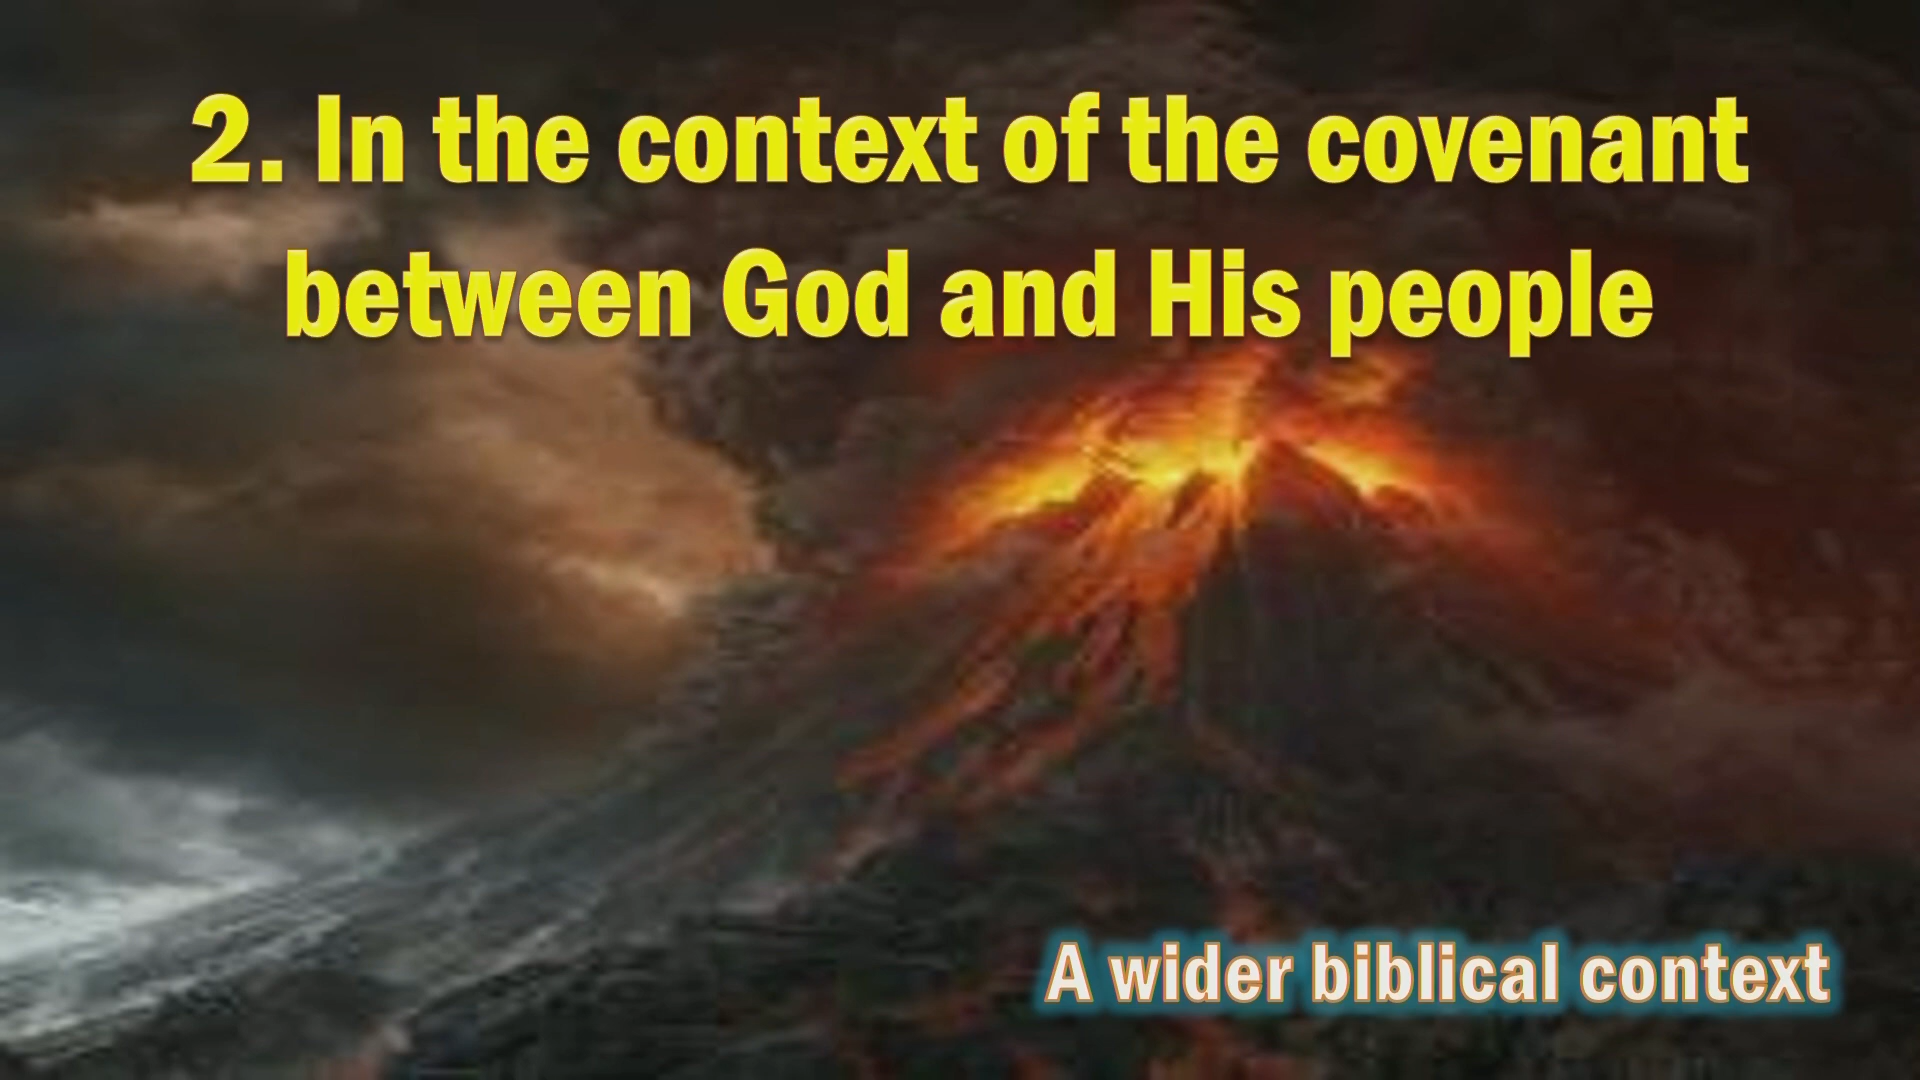 2. In the context of the covenant
between God and His people
A wider biblical context